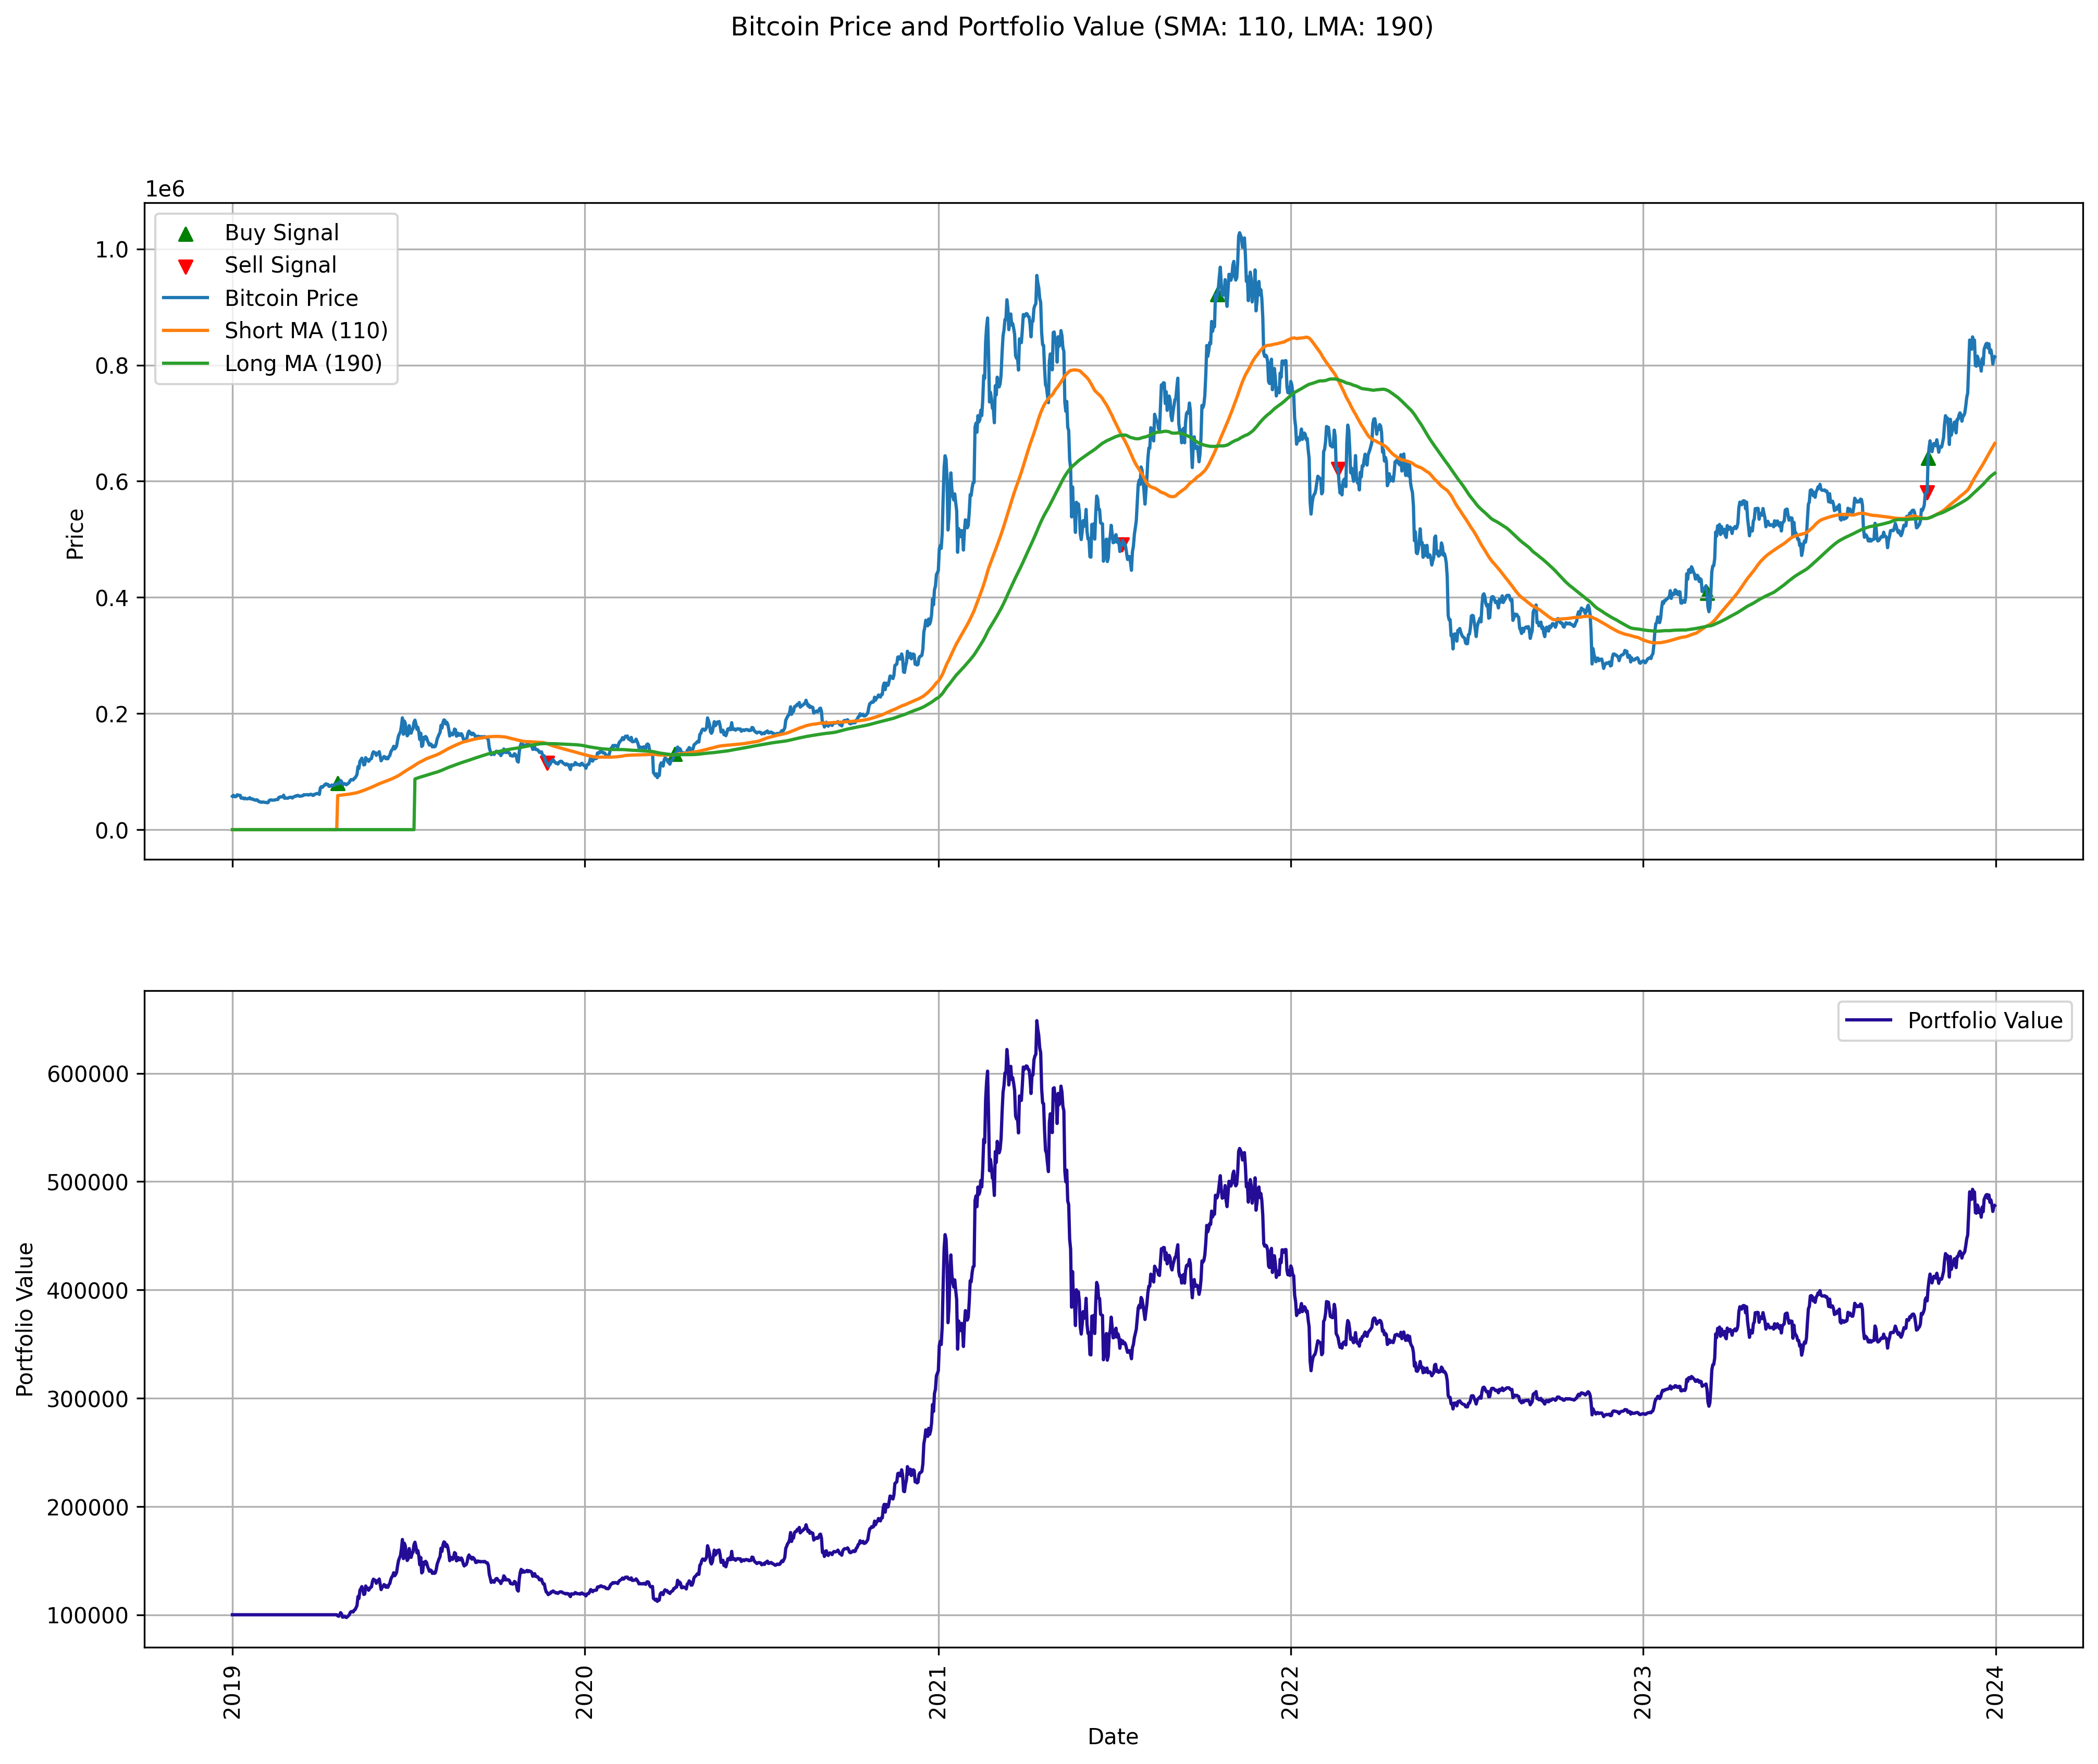 Bitcoin Price and Portfolio Value (SMA: 110, LMA: 190)
1e6
Buy Signal
Sell Signal
Bitcoin Price
Short MA (110)
Long MA (190)
1.0
0.8
0.6
0.4
0.2
0.0
Price
Portfolio Value
600000
500000
400000
300000
200000
100000
Portfolio Value
2019
2020
2021
2022
2023
2024
Date